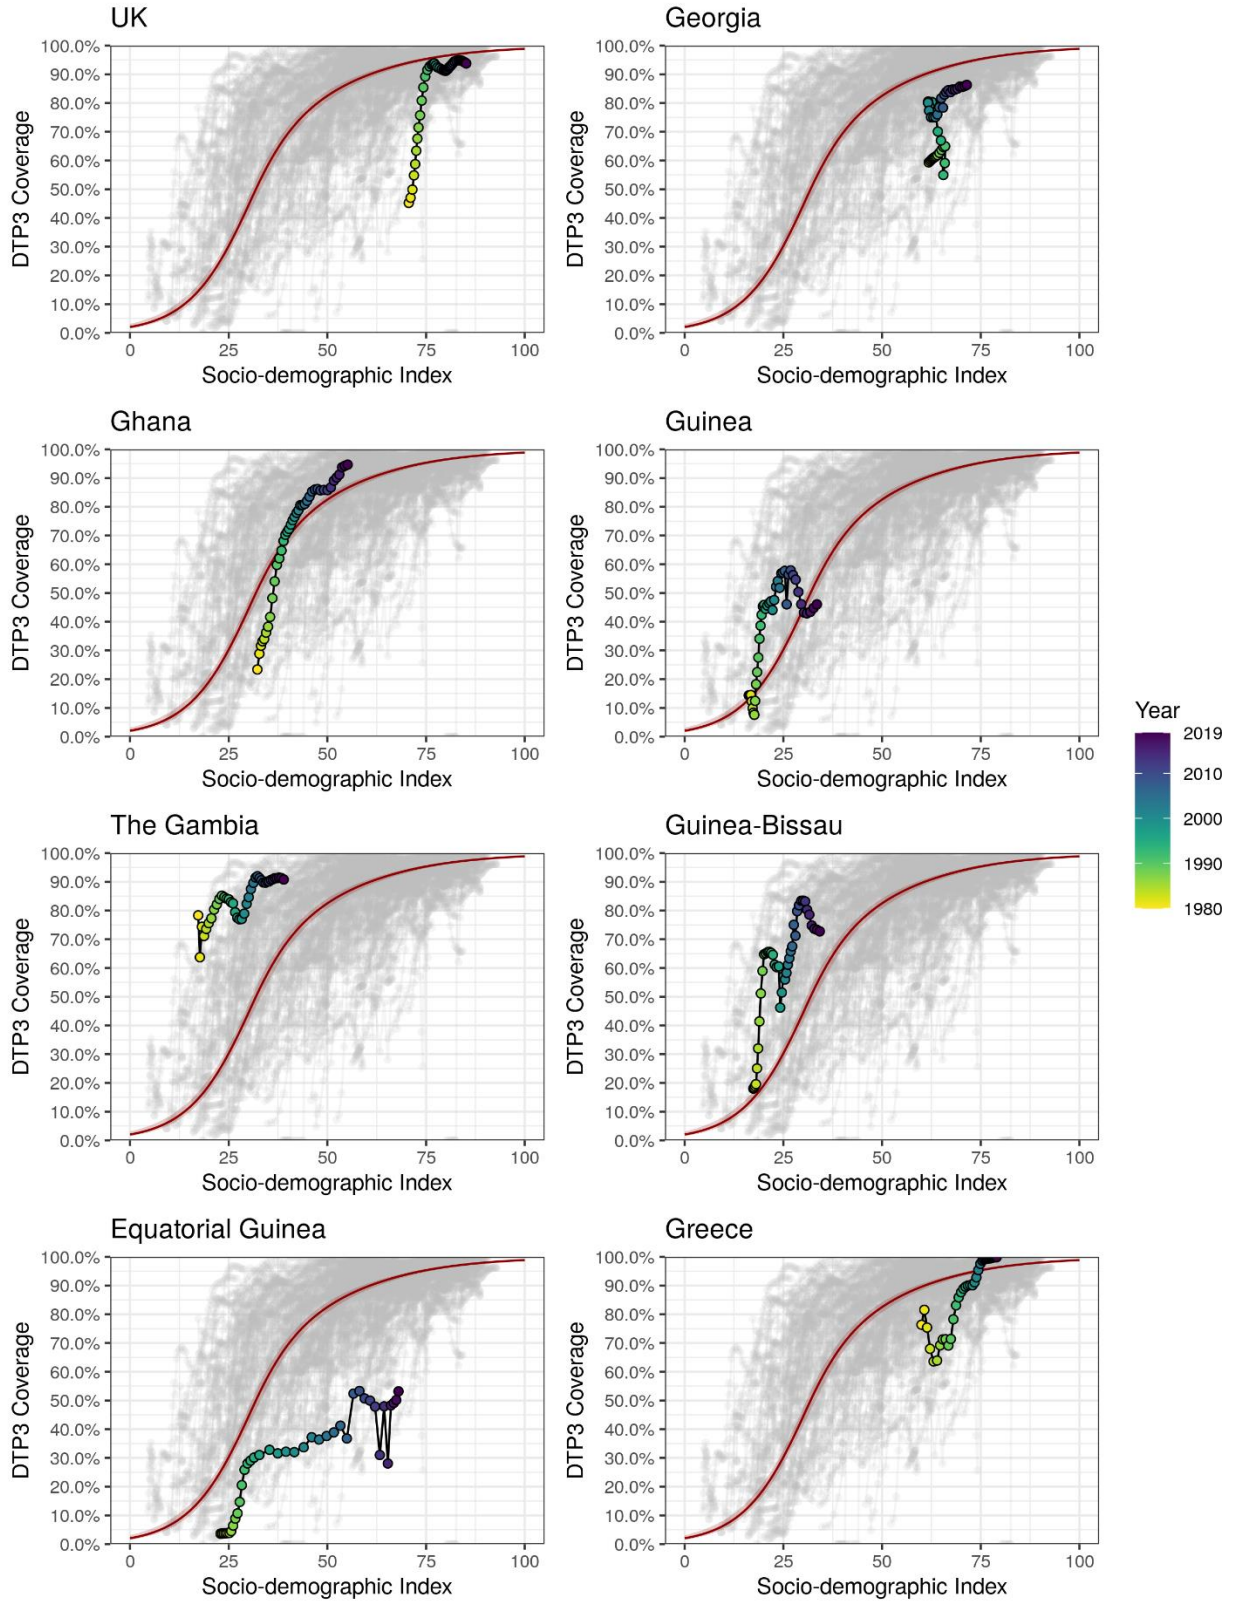 UK
100.0%
90.0%
80.0%
70.0%
60.0%
50.0%
40.0%
30.0%
20.0%
10.0%
0.0%
DTP3 Coverage
0 25 50 75 100
Socio-demographic Index
Georgia
100.0%
90.0%
80.0%
70.0%
60.0%
50.0%
40.0%
30.0%
20.0%
10.0%
0.0%
DTP3 Coverage
0 25 50 75 100
Socio-demographic Index
Ghana
100.0%
90.0%
80.0%
70.0%
60.0%
50.0%
40.0%
30.0%
20.0%
10.0%
0.0%
DTP3 Coverage
0 25 50 75 100
Socio-demographic Index
Guinea
100.0%
90.0%
80.0%
70.0%
60.0%
50.0%
40.0%
30.0%
20.0%
10.0%
0.0%
DTP3 Coverage
0 25 50 75 100
Socio-demographic Index
The Gambia
100.0%
90.0%
80.0%
70.0%
60.0%
50.0%
40.0%
30.0%
20.0%
10.0%
0.0%
DTP3 Coverage
0 25 50 75 100
Socio-demographic Index
Guinea-Bissau
100.0%
90.0%
80.0%
70.0%
60.0%
50.0%
40.0%
30.0%
20.0%
10.0%
0.0%
DTP3 Coverage
0 25 50 75 100
Socio-demographic Index
Equatorial Guinea
100.0%
90.0%
80.0%
70.0%
60.0%
50.0%
40.0%
30.0%
20.0%
10.0%
0.0%
DTP3 Coverage
0 25 50 75 100
Socio-demographic Index
Greece
100.0%
90.0%
80.0%
70.0%
60.0%
50.0%
40.0%
30.0%
20.0%
10.0%
0.0%
DTP3 Coverage
0 25 50 75 100
Socio-demographic Index
Year
2019
2010
2000
1990
1980